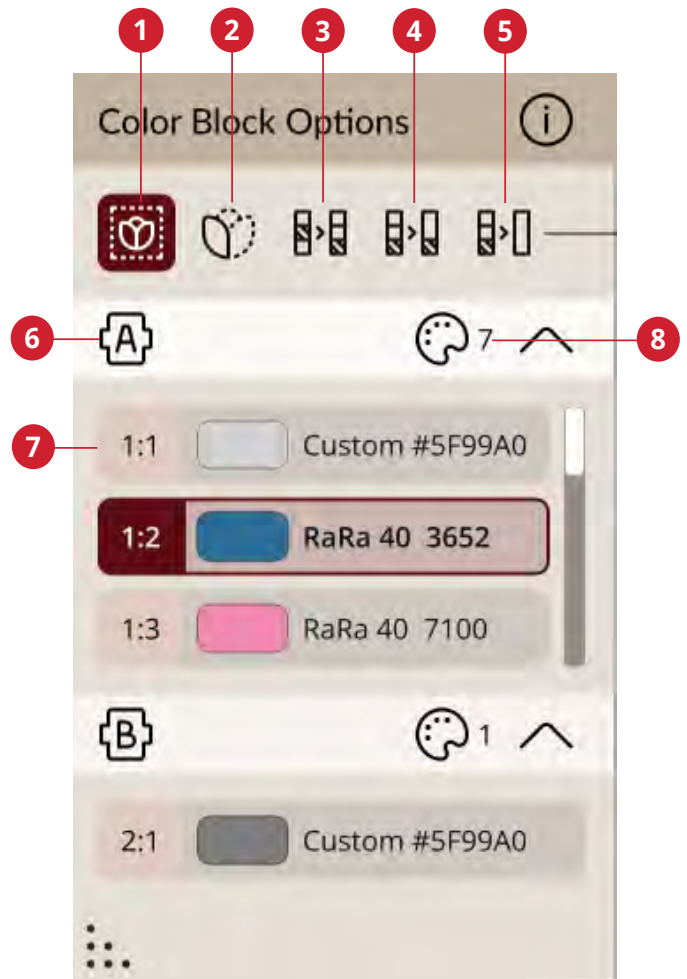 1 2 3 4 5
Color Block Options i
6 A 7 8
7 1:1 Custom #5F99A0
1:2 RaRa 40 3652
1:3 RaRa 40 7100
B 1
2:1 Custom #5F99A0